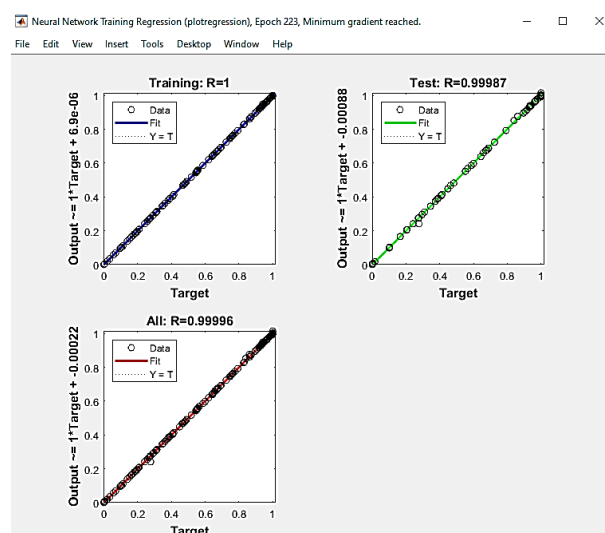 Neural Network Training Regression (plotregression), Epoch 223, Minimum gradient reached.
File Edit View Insert Tools Desktop Window Help
Training: R=1
Output ~= 1*Target + 6.9e-06
Data
Fit
Y = T
1
0.8
0.6
0.4
0.2
0
0 0.2 0.4 0.6 0.8 1
Target
Test: R=0.99987
Output ~= 1*Target + -0.00088
Data
Fit
Y = T
1
0.8
0.6
0.4
0.2
0
0 0.2 0.4 0.6 0.8 1
Target
All: R=0.99996
Output ~= 1*Target + -0.00022
Data
Fit
Y = T
1
0.8
0.6
0.4
0.2
0
0 0.2 0.4 0.6 0.8 1
Target